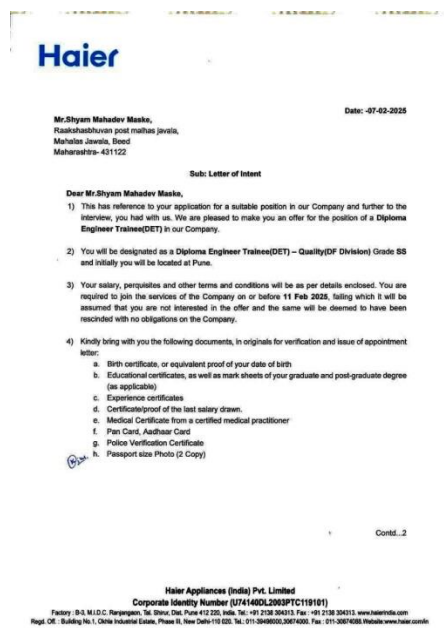 Haier
Date: -07-02-2025
Mr.Shyam Mahadev Maske,
Raakshasbhuvan post malhas javala,
Mahalas Jawala, Beed
Maharashtra- 431122
Sub: Letter of Intent
Dear Mr.Shyam Mahadev Maske,
1) This has reference to your application for a suitable position in our Company and further to the
interview, you had with us. We are pleased to make you an offer for the position of a Diploma
Engineer Trainee(DET) in our Company.
2) You will be designated as a Diploma Engineer Trainee(DET) – Quality(DF Division) Grade SS
and initially you will be located at Pune.
3) Your salary, perquisites and other terms and conditions will be as per details enclosed. You are
required to join the services of the Company on or before 11 Feb 2025, failing which it will be
assumed that you are not interested in the offer and the same will be deemed to have been
rescinded with no obligations on the Company.
4) Kindly bring with you the following documents, in originals for verification and issue of appointment
letter:
a. Birth certificate, or equivalent proof of your date of birth
b. Educational certificates, as well as mark sheets of your graduate and post-graduate degree
(as applicable)
c. Experience certificates
d. Certificate/proof of the last salary drawn.
e. Medical Certificate from a certified medical practitioner
f. Pan Card, Aadhaar Card
g. Police Verification Certificate
h. Passport size Photo (2 Copy)
Contd...2
Haier Appliances (India) Pvt. Limited
Corporate Identity Number (U74140DL2003PTC119101)
Factory : B-3, M.I.D.C. Ranjangaon, Tal. Shirur, Dist. Pune 412 220, India. Tel.: +91 2138 304313. Fax : +91 2138 304313. www.haierindia.com
Regd. Off. : Building No.1, Okhla Industrial Estate, Phase III, New Delhi-110 020. Tel.: 011-39496000,30674000. Fax : 011-30674088.Website:www.haier.com/in